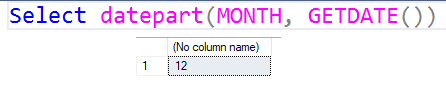 Select datepart(MONTH, GETDATE())
(No column name)
1 12